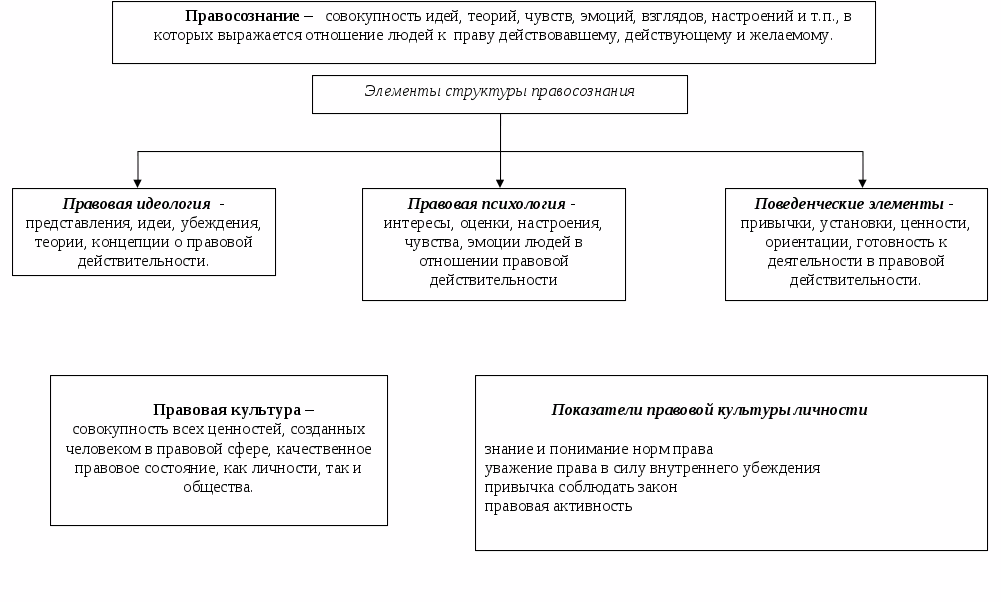 Правосознание – совокупность идей, теорий, чувств, эмоций, взглядов, настроений и т.п., в
которых выражается отношение людей к праву действовавшему, действующему и желаемому.
Элементы структуры правосознания
Правовая идеология -
представления, идеи, убеждения,
теории, концепции о правовой
действительности.
Правовая психология -
интересы, оценки, настроения,
чувства, эмоции людей в
отношении правовой
действительности
Поведенческие элементы -
привычки, установки, ценности,
ориентации, готовность к
деятельности в правовой
действительности.
Правовая культура –
совокупность всех ценностей, созданных
человеком в правовой сфере, качественное
правовое состояние, как личности, так и
общества.
Показатели правовой культуры личности
знание и понимание норм права
уважение права в силу внутреннего убеждения
привычка соблюдать закон
правовая активность